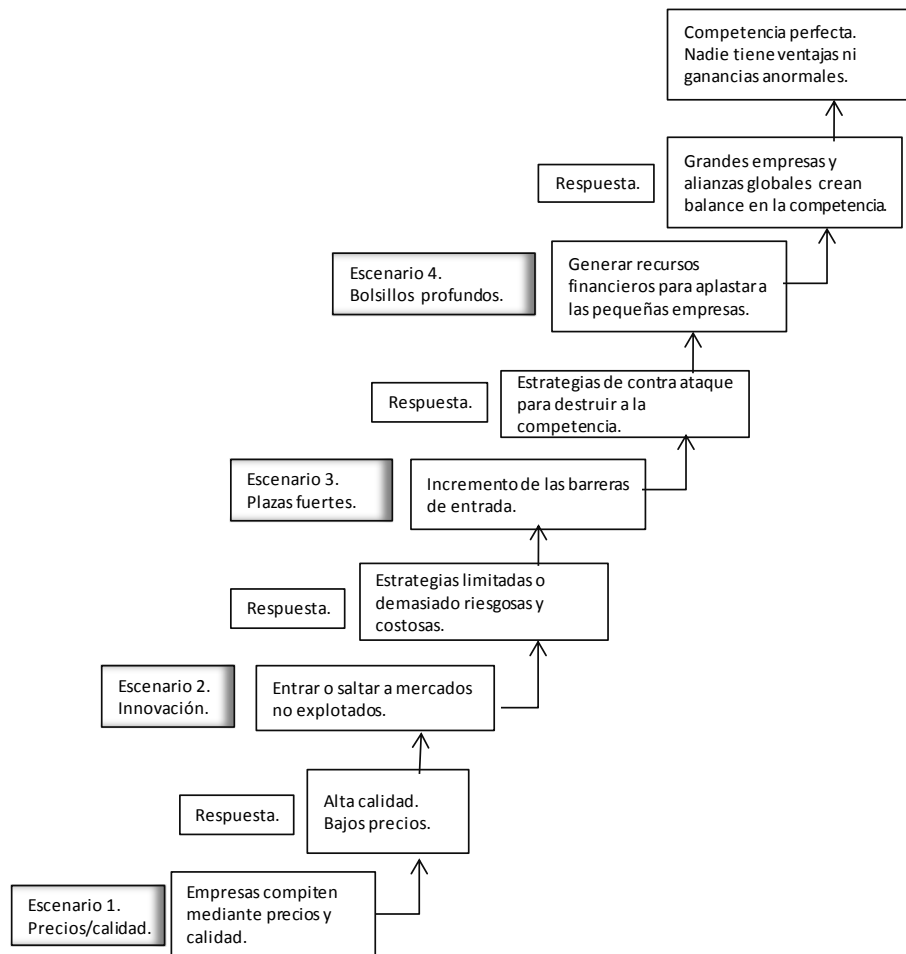 Competencia perfecta.
Nadie tiene ventajas ni
ganancias anormales.
Respuesta.
Grandes empresas y
alianzas globales crean
balance en la competencia.
Escenario 4.
Bolsillos profundos.
Generar recursos
financieros para aplastar a
las pequeñas empresas.
Respuesta.
Estrategias de contra ataque
para destruir a la
competencia.
Escenario 3.
Plazas fuertes.
Incremento de las barreras
de entrada.
Respuesta.
Estrategias limitadas o
demasiado riesgosas y
costosas.
Escenario 2.
Innovación.
Entrar o saltar a mercados
no explotados.
Respuesta.
Alta calidad.
Bajos precios.
Escenario 1.
Precios/calidad.
Empresas compiten
mediante precios y
calidad.